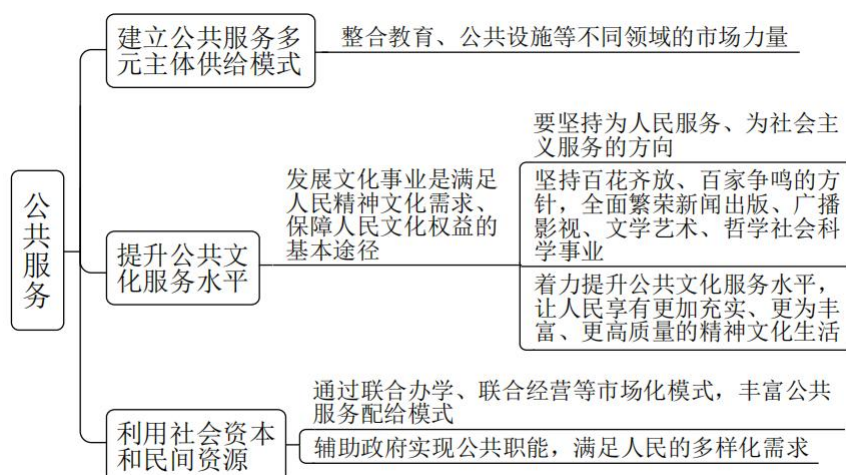 公共服务
建立公共服务多
元主体供给模式
整合教育、公共设施等不同领域的市场力量
提升公共文
化服务水平
发展文化事业是满足
人民精神文化需求、
保障人民文化权益的
基本途径
要坚持为人民服务、为社会主
义服务的方向
坚持百花齐放、百家争鸣的方
针，全面繁荣新闻出版、广播
影视、文学艺术、哲学社会科
学事业
着力提升公共文化服务水平，
让人民享有更加充实、更为丰
富、更高质量的精神文化生活
利用社会资本
和民间资源
通过联合办学、联合经营等市场化模式，丰富公共
服务配给模式
辅助政府实现公共职能，满足人民的多样化需求